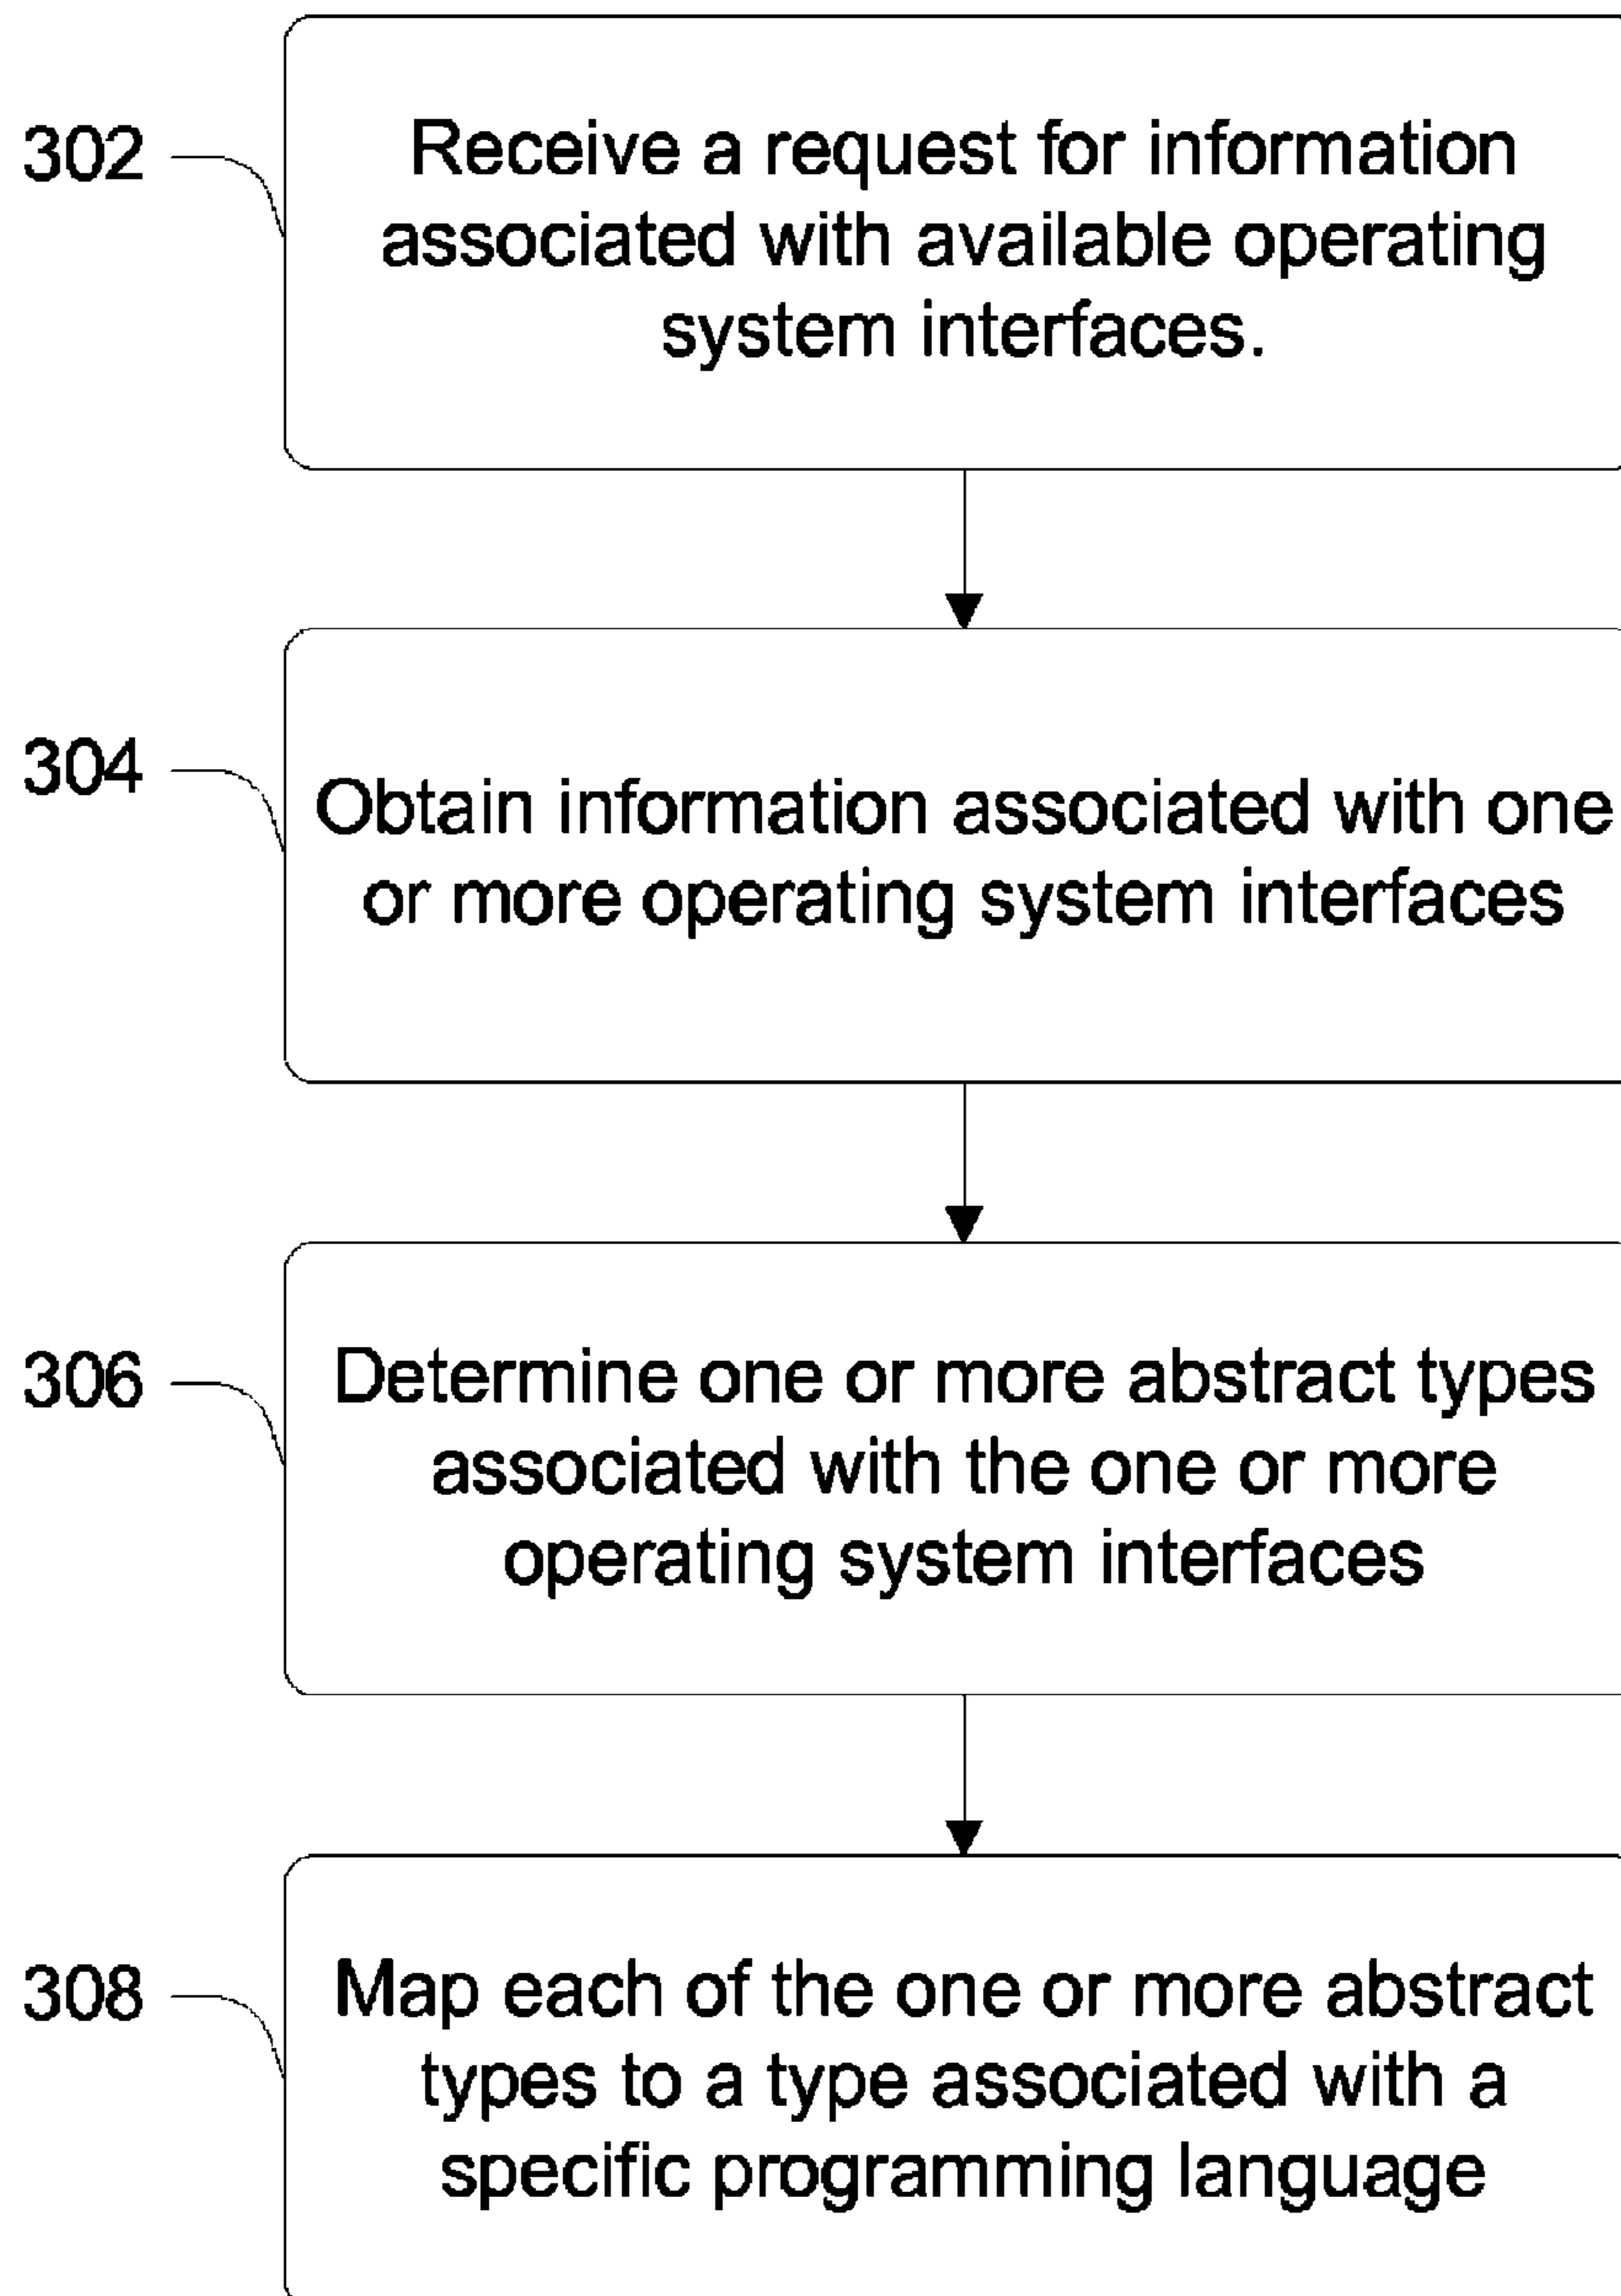 302
Receive a request for information
associated with available operating
system interfaces.
304
Obtain information associated with one
or more operating system interfaces
306
Determine one or more abstract types
associated with the one or more
operating system interfaces
308
Map each of the one or more abstract
types to a type associated with a
specific programming language